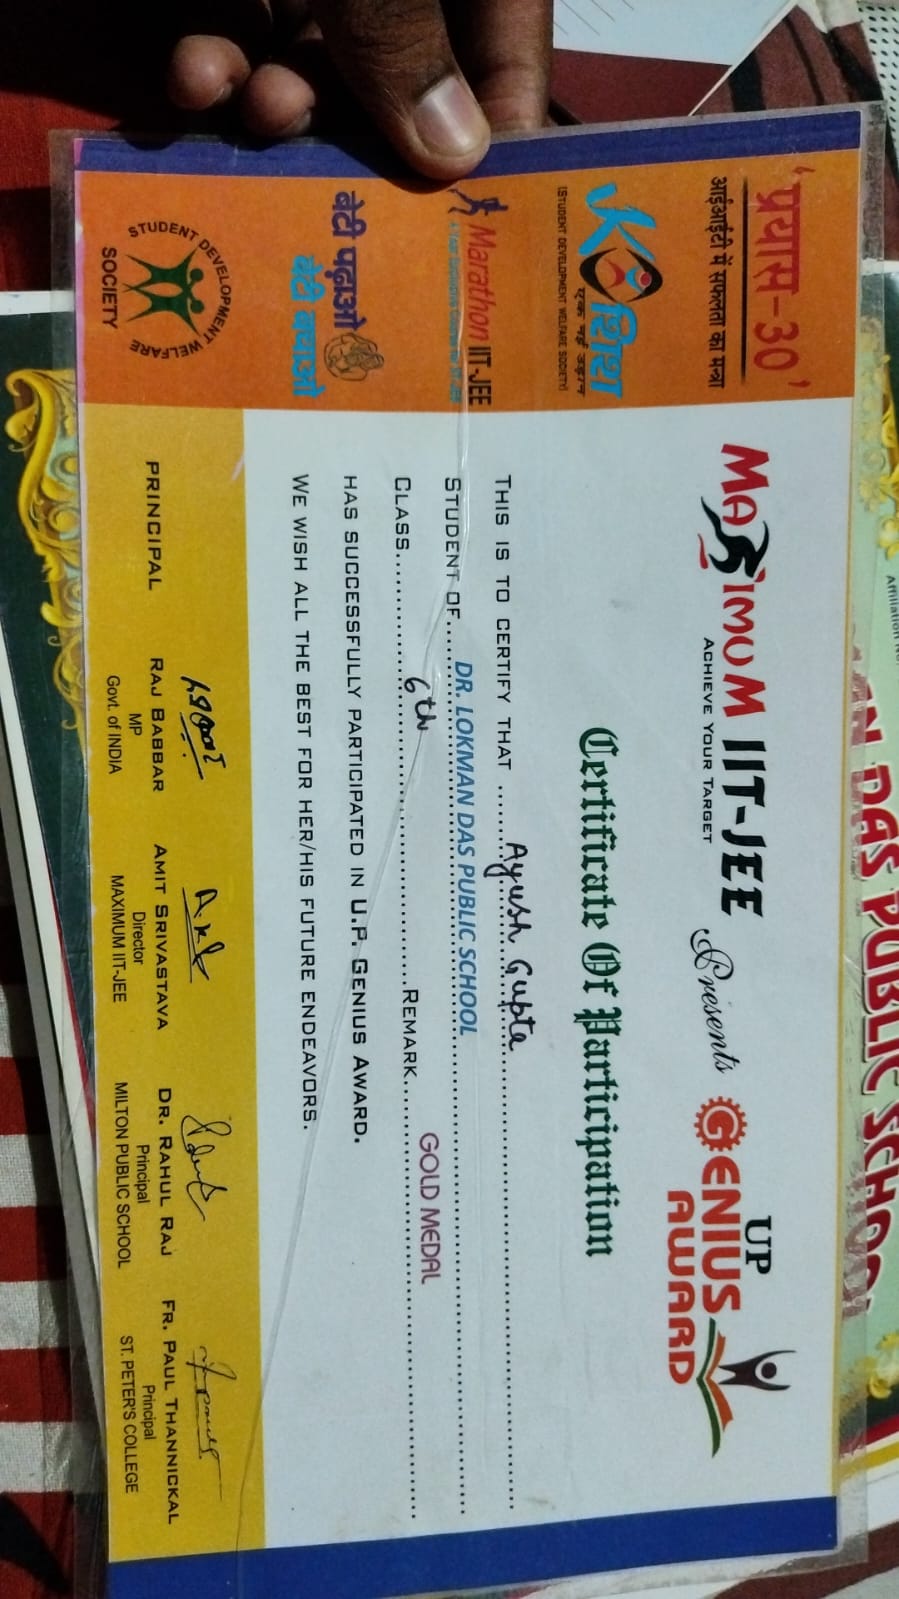 'प्रयास-30'
आईआईटी में सफलता का मन्त्रा
Kोशिश
एक नई उड़ान
(STUDENT DEVELOPMENT WELFARE SOCIETY)
Marathon IIT-JEE
बेटी पढ़ाओ
बेटी बचाओ
STUDENT DEVELOPMENT WELFARE
SOCIETY
MAXIMUM IIT-JEE Presents
ACHIEVE YOUR TARGET
UP
GENIUS
AWARD
Certificate Of Participation
THIS IS TO CERTIFY THAT ........Ayush Gupta........
STUDENT OF ........DR. LOKMAN DAS PUBLIC SCHOOL........
CLASS........6th........REMARK........GOLD MEDAL........
HAS SUCCESSFULLY PARTICIPATED IN U.P. GENIUS AWARD.
WE WISH ALL THE BEST FOR HER/HIS FUTURE ENDEAVORS.
PRINCIPAL
RAJ BABBAR
MP
Govt. of INDIA
AMIT SRIVASTAVA
Director
MAXIMUM IIT-JEE
DR. RAHUL RAJ
Principal
MILTON PUBLIC SCHOOL
FR. PAUL THANNICKAL
Principal
ST. PETER'S COLLEGE
Affiliation
DAS PUBLIC SCHOOL